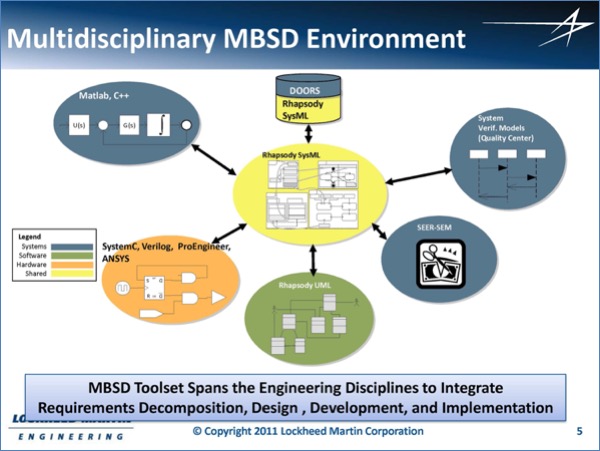 Multidisciplinary MBSD Environment
DOORS
Rhapsody
SysML
Matlab, C++
U(s)
G(s)
∫
System
Verif. Models
(Quality Center)
Rhapsody SysML
Legend
Systems
Software
Hardware
Shared
SystemC, Verilog, ProEngineer,
ANSYS
SEER-SEM
Rhapsody UML
MBSD Toolset Spans the Engineering Disciplines to Integrate
Requirements Decomposition, Design , Development, and Implementation
ENGINEERING
© Copyright 2011 Lockheed Martin Corporation
5